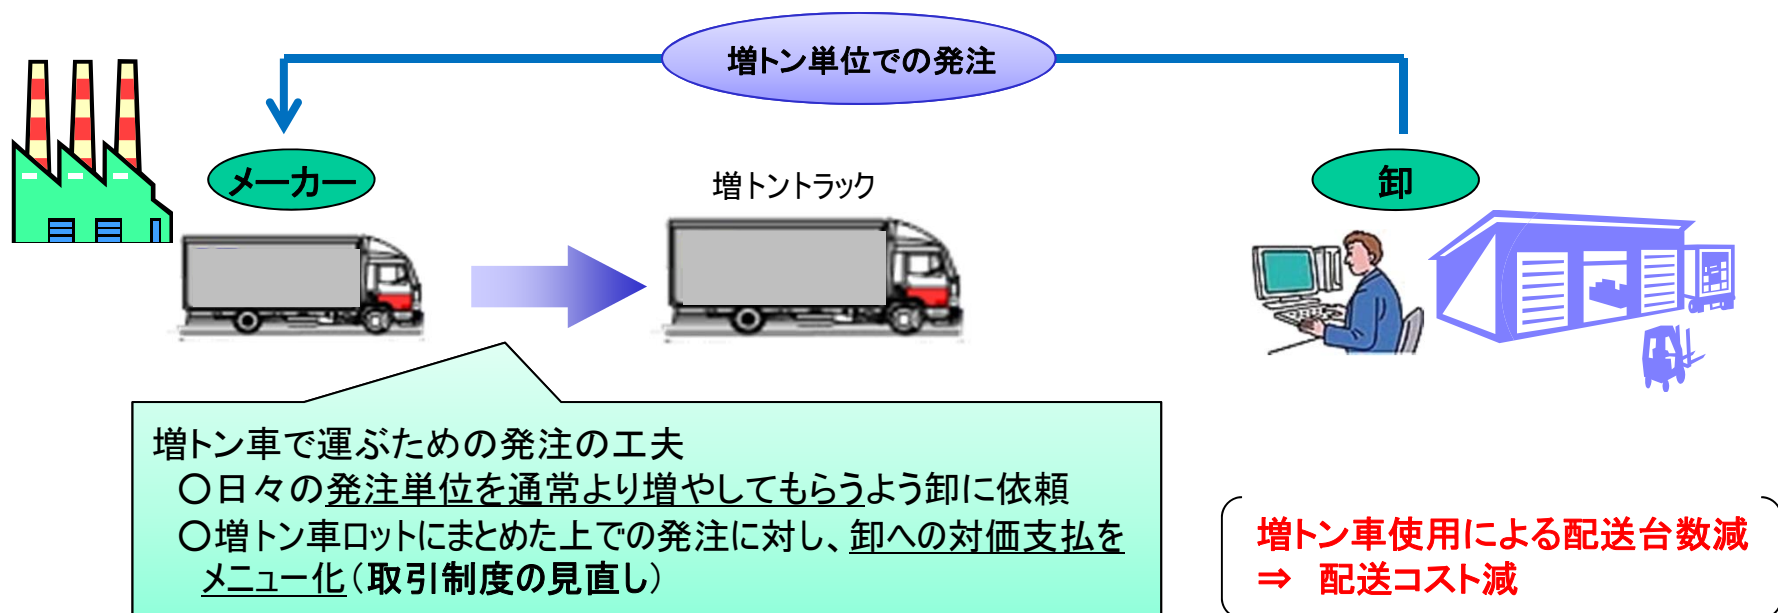 増トン単位での発注
メーカー
増トントラック
卸
増トン車で運ぶための発注の工夫
○日々の発注単位を通常より増やしてもらうよう卸に依頼
○増トン車ロットにまとめた上での発注に対し、卸への対価支払を
メニュー化(取引制度の見直し)
増トン車使用による配送台数減
⇒ 配送コスト減